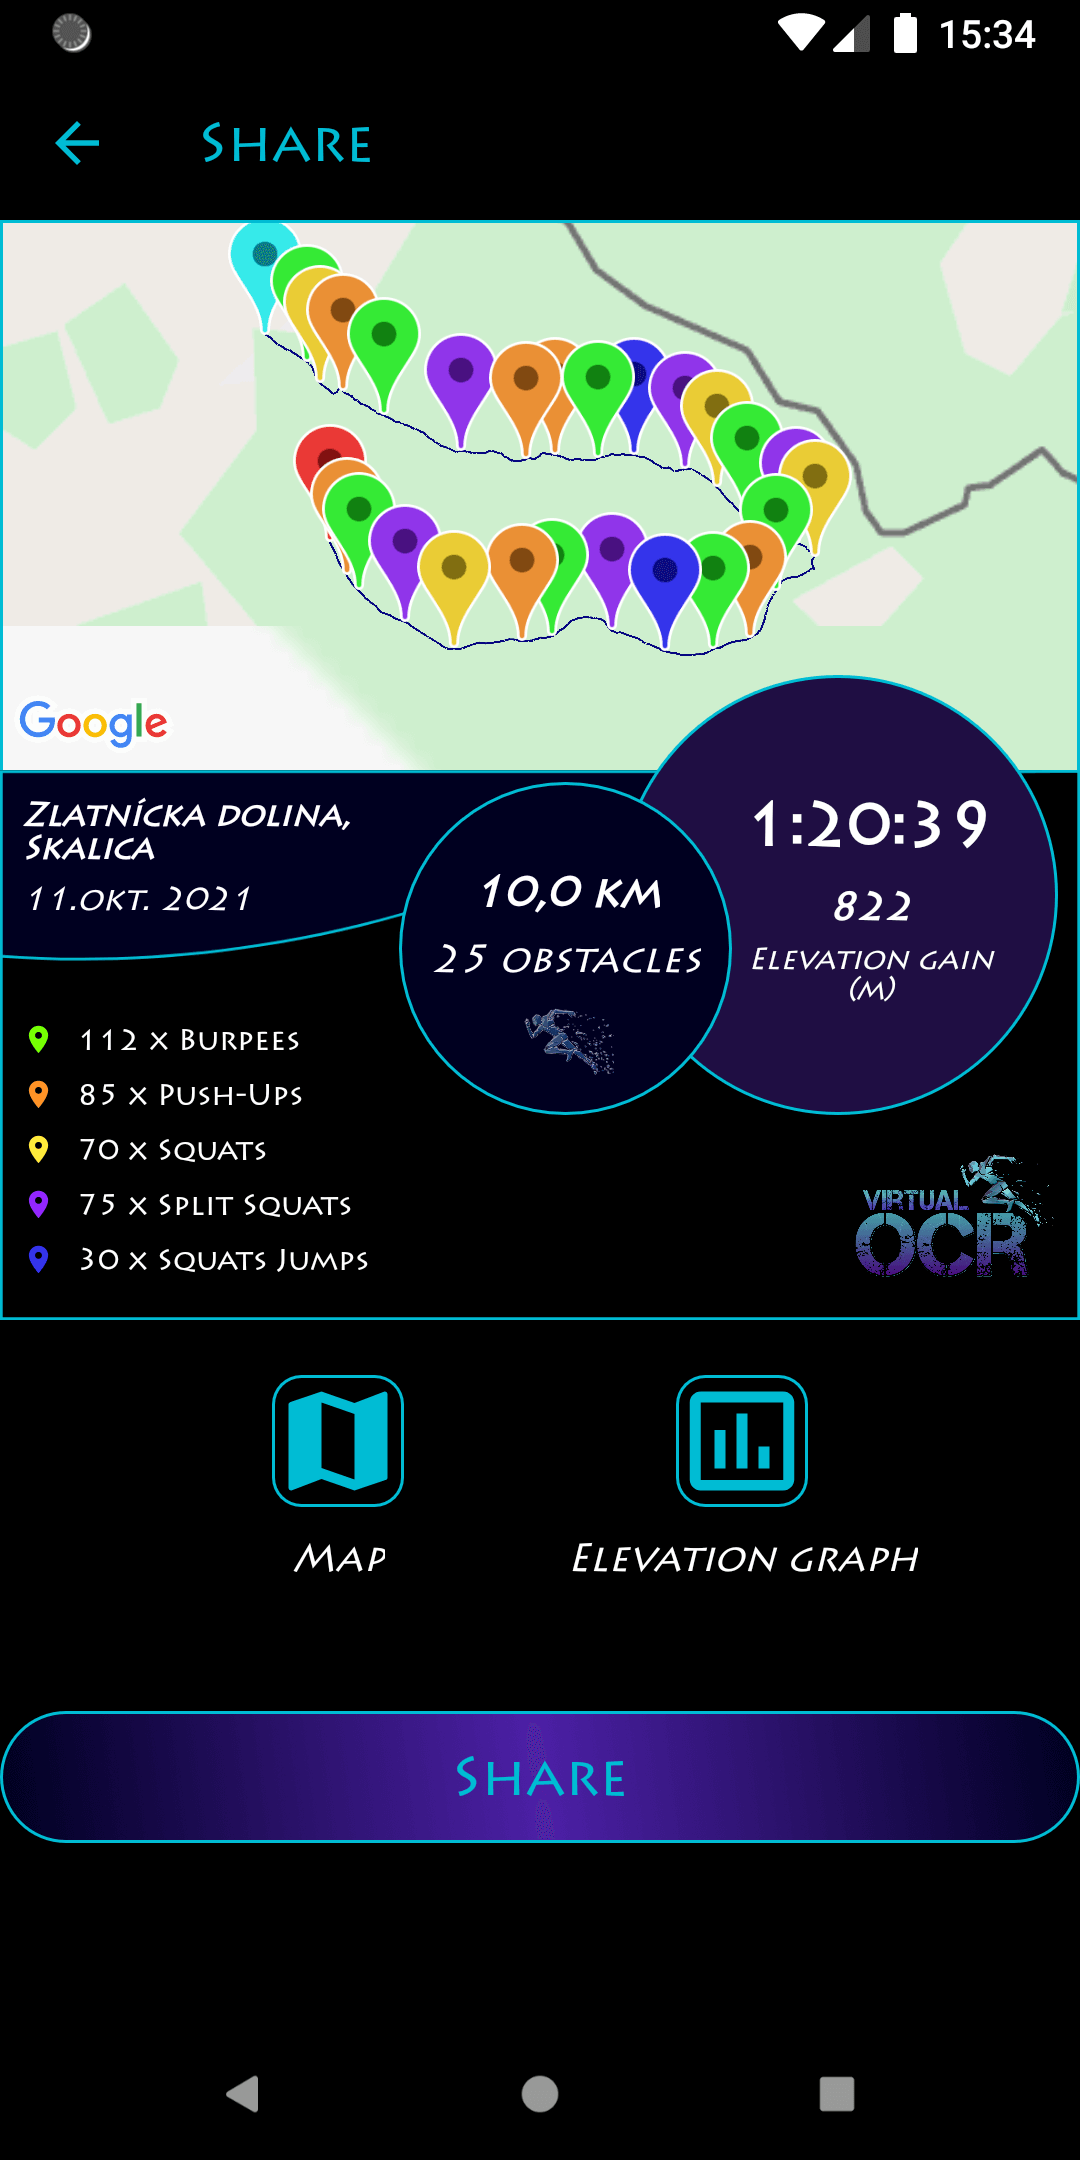 15:34
Share
Google
Zlatnícka dolina,
Skalica
11.okt. 2021
10,0 km
25 obstacles
1:20:39
822
Elevation gain
(m)
112 x Burpees
85 x Push-Ups
70 x Squats
75 x Split Squats
30 x Squats Jumps
VIRTUAL
OCR
Map
Elevation graph
Share